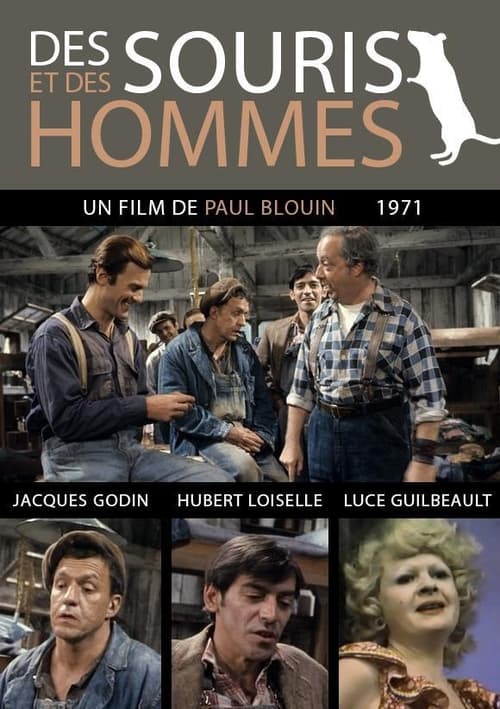 DES SOURIS
ET DES
HOMMES
UN FILM DE PAUL BLOUIN 1971
JACQUES GODIN HUBERT LOISELLE LUCE GUILBEAULT